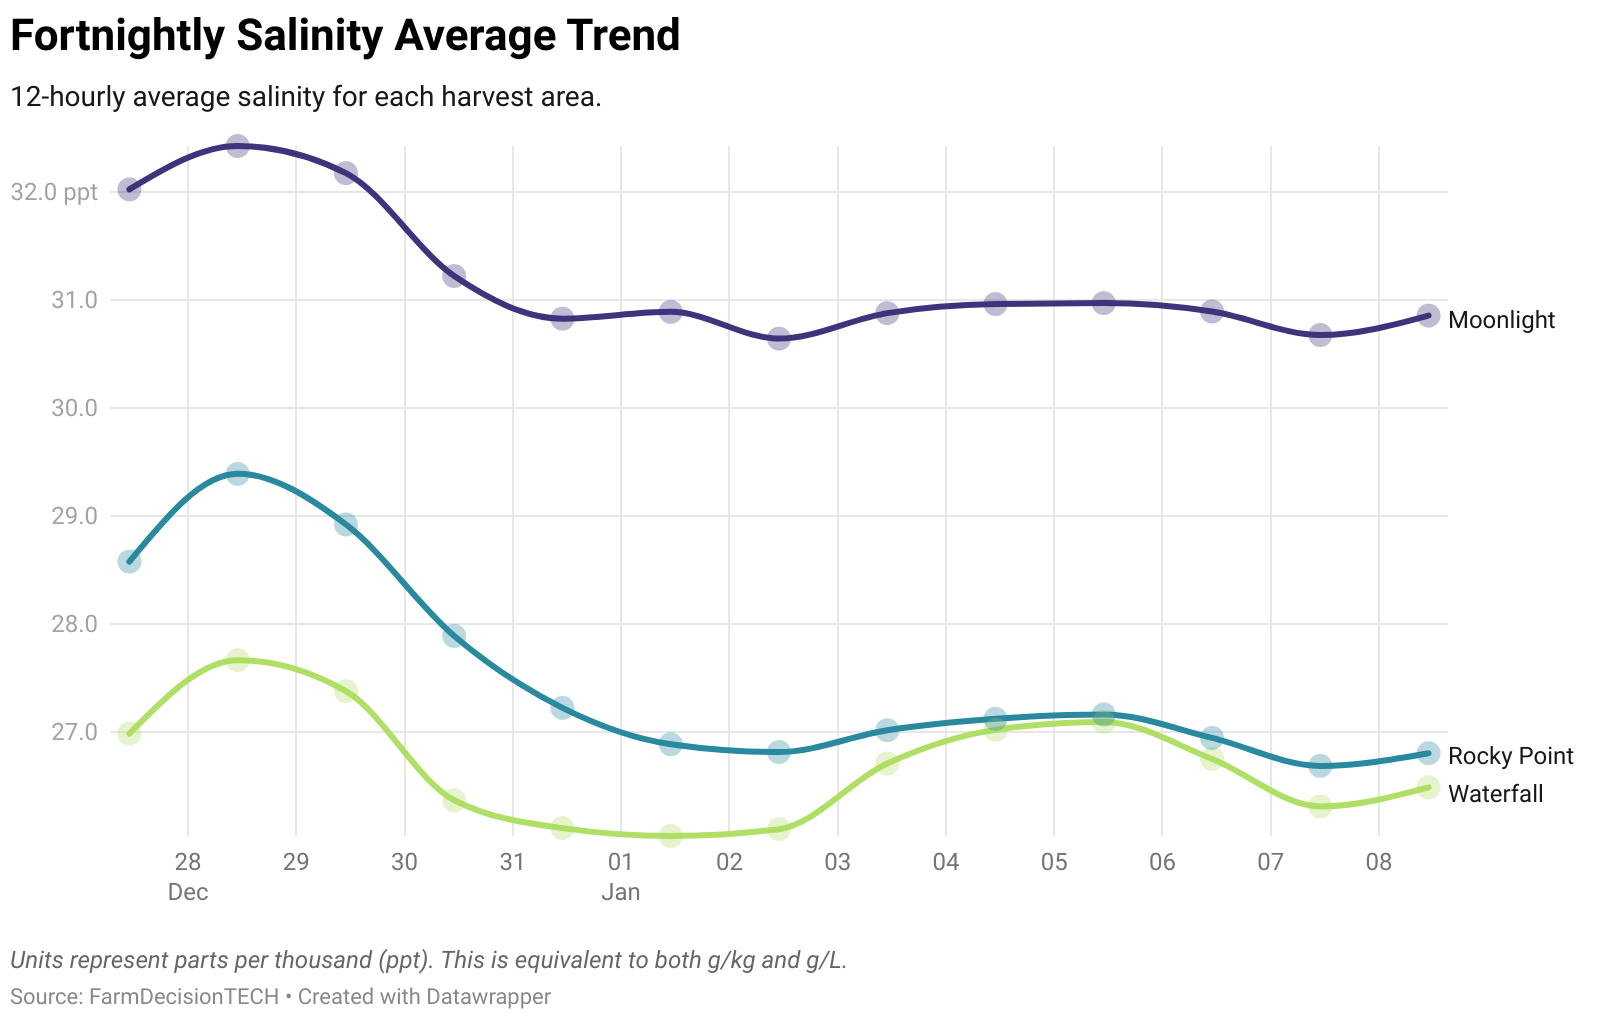 Fortnightly Salinity Average Trend
12-hourly average salinity for each harvest area.
32.0 ppt
31.0
30.0
29.0
28.0
27.0
Moonlight
Rocky Point
Waterfall
28 29 30 31 01 02 03 04 05 06 07 08
Dec Jan
Units represent parts per thousand (ppt). This is equivalent to both g/kg and g/L.
Source: FarmDecisionTECH • Created with Datawrapper